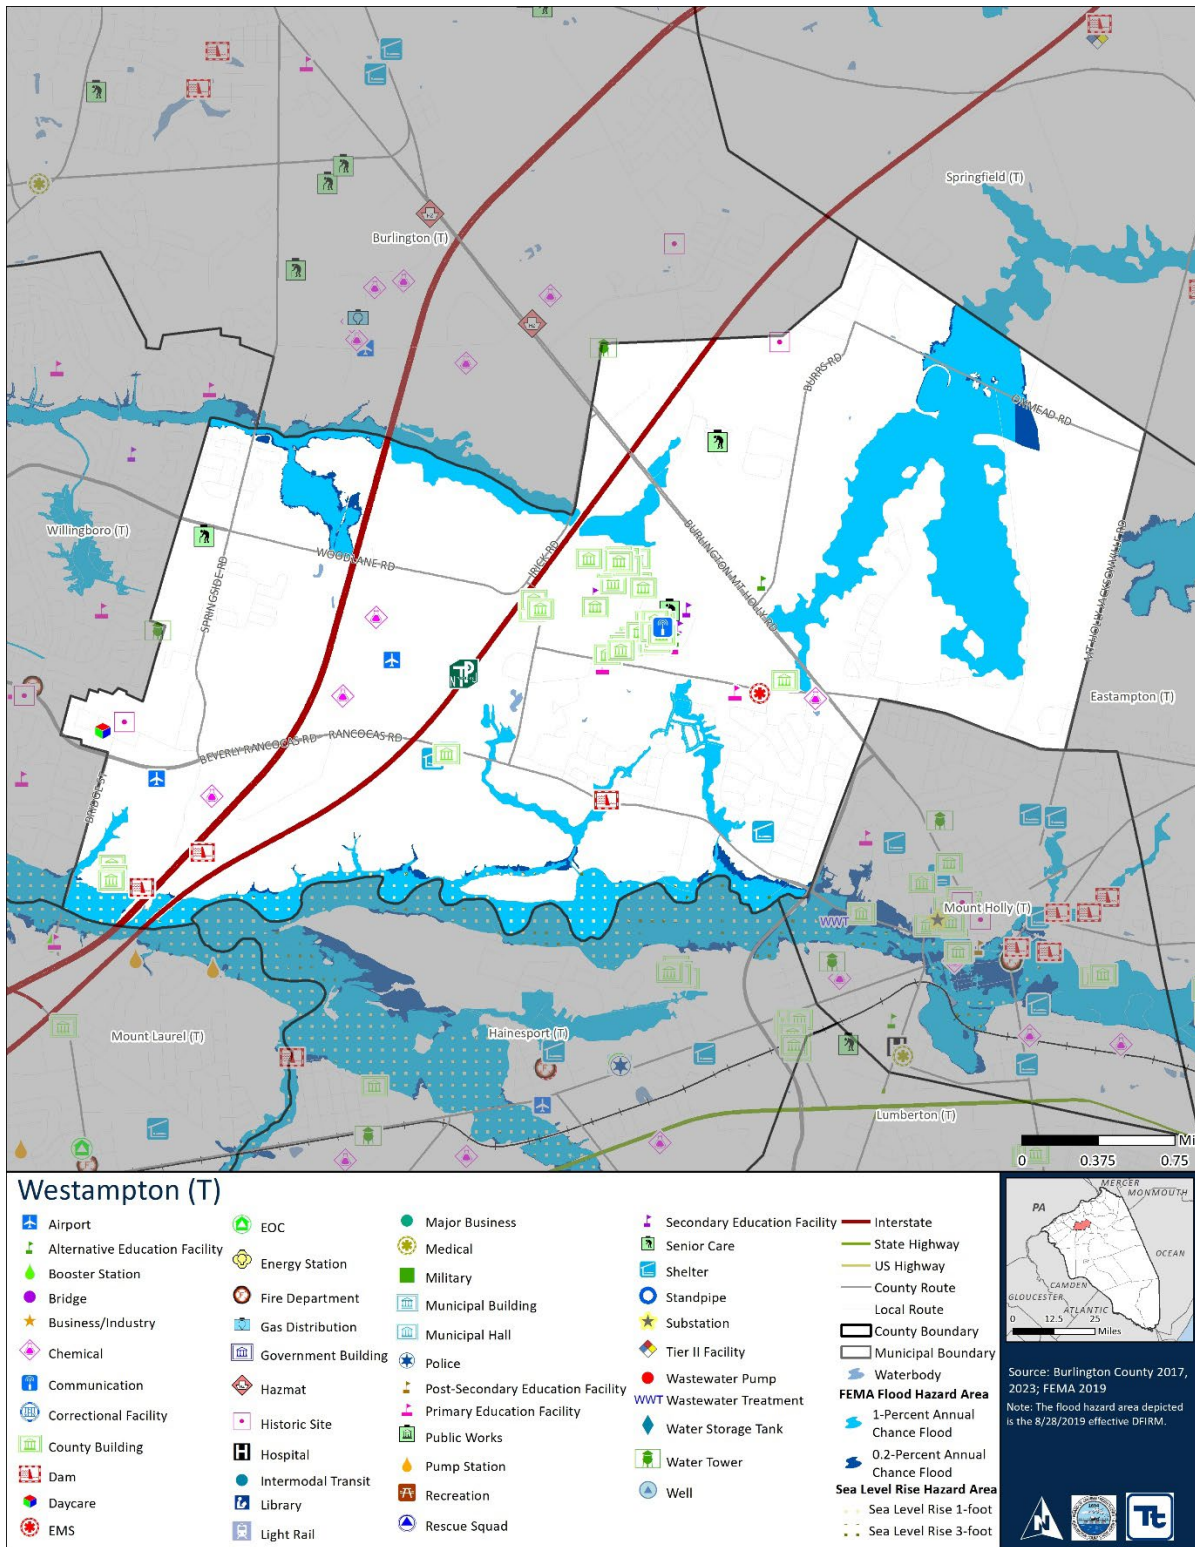 Springfield (T)
Burlington (T)
BURRS RD
Willingboro (T)
WOODLANE RD
IRICK RD
SPRINGSIDE RD
BURLINGTON-MT HOLLY RD
MT HOLLY-JACKSONVILLE RD
Eastampton (T)
BEVERLY RANCOCAS RD
RANCOCAS RD
BRIDGE ST
WWT
Mount Holly (T)
Mount Laurel (T)
Hainesport (T)
Lumberton (T)
0 0.375 0.75
Westampton (T)
Airport
Alternative Education Facility
Booster Station
Bridge
Business/Industry
Chemical
Communication
Correctional Facility
County Building
Dam
Daycare
EMS
EOC
Energy Station
Fire Department
Gas Distribution
Government Building
Hazmat
Historic Site
Hospital
Intermodal Transit
Library
Light Rail
Major Business
Medical
Military
Municipal Building
Municipal Hall
Police
Post-Secondary Education Facility
Primary Education Facility
Public Works
Pump Station
Recreation
Rescue Squad
Secondary Education Facility
Senior Care
Shelter
Standpipe
Substation
Tier II Facility
Wastewater Pump
WWT Wastewater Treatment
Water Storage Tank
Water Tower
Well
Interstate
State Highway
US Highway
County Route
Local Route
County Boundary
Municipal Boundary
Waterbody
FEMA Flood Hazard Area
1-Percent Annual
Chance Flood
0.2-Percent Annual
Chance Flood
Sea Level Rise Hazard Area
Sea Level Rise 1-foot
Sea Level Rise 3-foot
MERCER
MONMOUTH
PA
OCEAN
CAMDEN
GLOUCESTER
ATLANTIC
0 12.5 25
Miles
Source: Burlington County 2017,
2023; FEMA 2019
Note: The flood hazard area depicted
is the 8/28/2019 effective DFIRM.
N
Tt